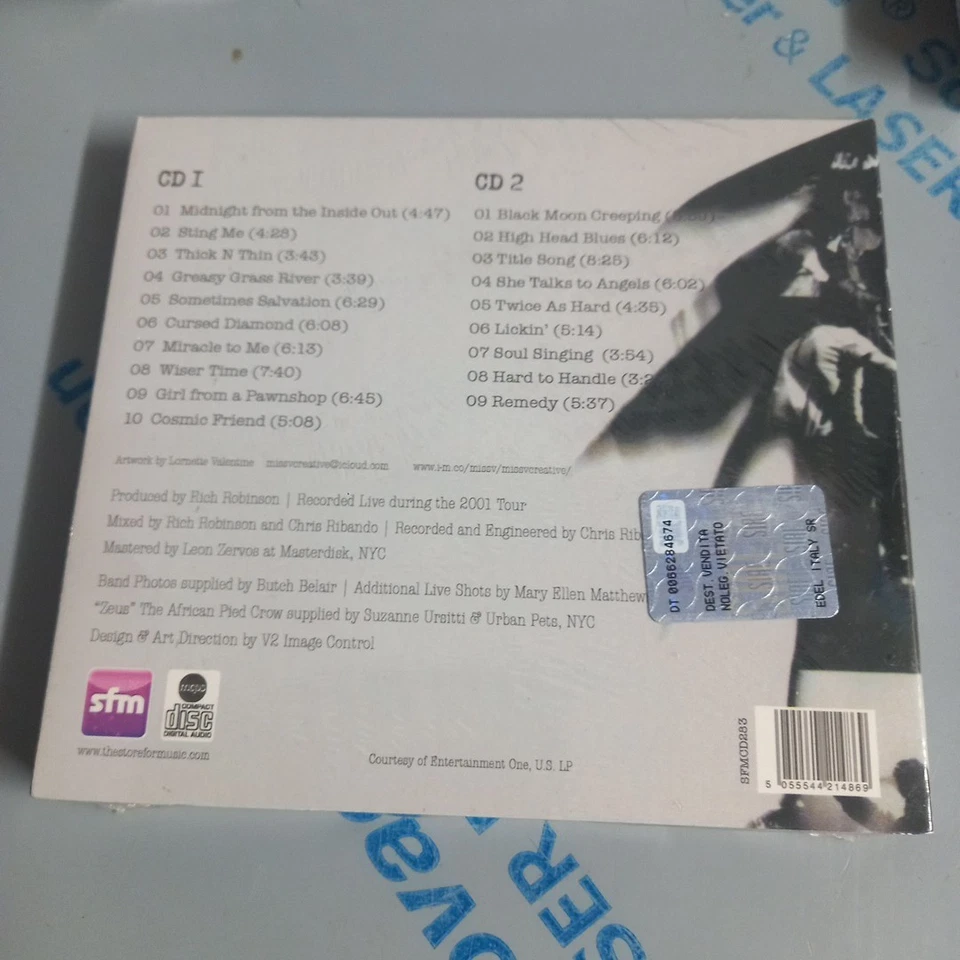 CD I
01 Midnight from the Inside Out (4:47)
02 Sting Me (4:28)
03 Thick N Thin (3:43)
04 Greasy Grass River (3:39)
05 Sometimes Salvation (6:29)
06 Cursed Diamond (6:08)
07 Miracle to Me (6:13)
08 Wiser Time (7:40)
09 Girl from a Pawnshop (6:45)
10 Cosmic Friend (5:08)
CD 2
01 Black Moon Creeping
02 High Head Blues (6:12)
03 Title Song (8:25)
04 She Talks to Angels (6:02)
05 Twice As Hard (4:35)
06 Lickin' (5:14)
07 Soul Singing (3:54)
08 Hard to Handle
09 Remedy (5:37)
Artwork by Lornette Valentine missvcreative@icloud.com www.i-m.co/missv/missvcreative/
Produced by Rich Robinson | Recorded Live during the 2001 Tour
Mixed by Rich Robinson and Chris Ribando | Recorded and Engineered by Chris
Mastered by Leon Zervos at Masterdisk, NYC
Band Photos supplied by Butch Belair | Additional Live Shots by Mary Ellen Matthew
"Zeus" The African Pied Crow supplied by Suzanne Ursitti & Urban Pets, NYC
Design & Art Direction by V2 Image Control
DT 0066284674
DEST. VENDITA
NOLEG. VIETATO
EDEL ITALY SR
sfm
mcps
COMPACT
disc
DIGITAL AUDIO
www.thestoreformusic.com
Courtesy of Entertainment One, U.S. LP
SFMCD283
5 055544 214869
LASER
LASER